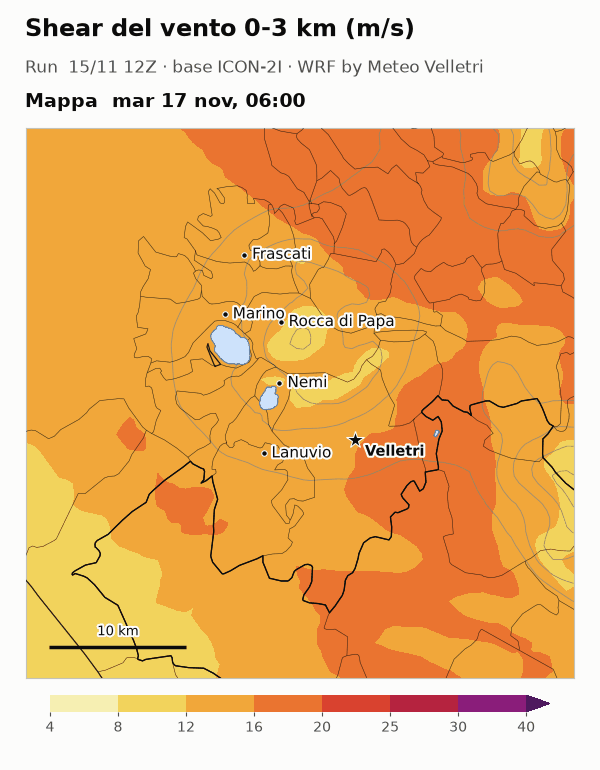 Shear del vento 0-3 km (m/s)
Run  15/11 12Z · base ICON-2I · WRF by Meteo Velletri
Mappa  mar 17 nov, 06:00
Frascati
Marino
Rocca di Papa
Nemi
Velletri
Lanuvio
10 km
4 8 12 16 20 25 30 40